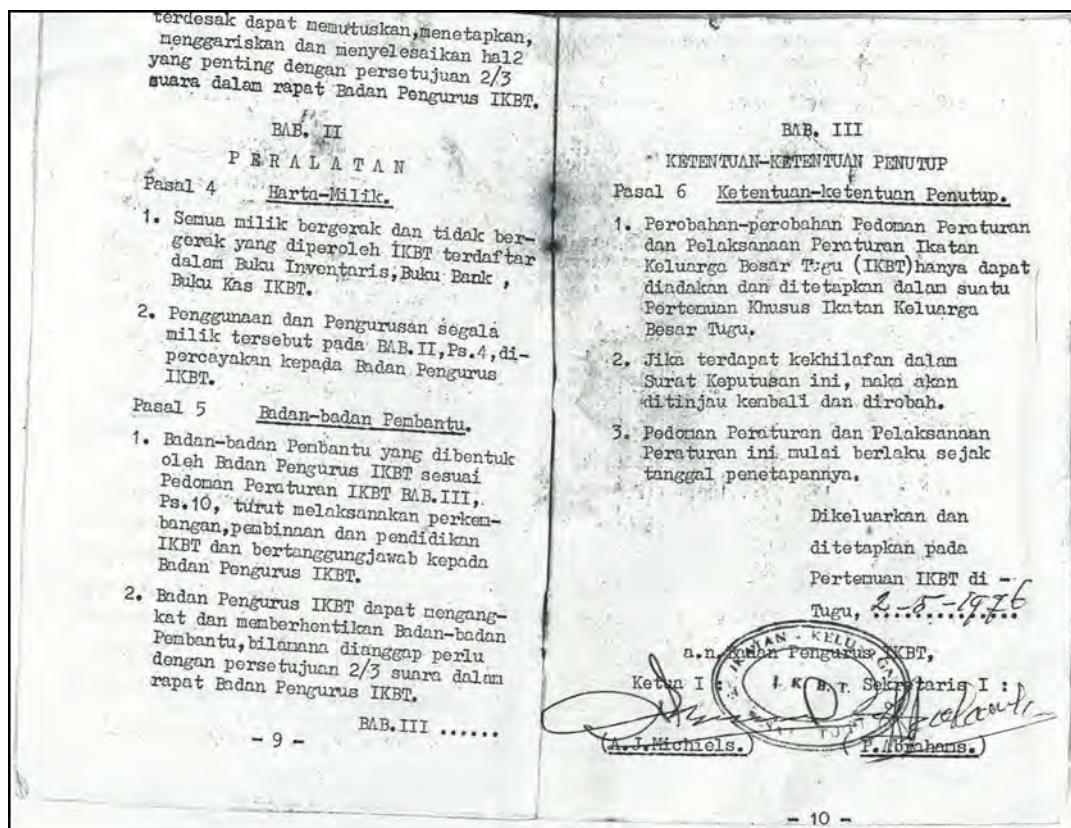 terdesak dapat memutuskan,menetapkan,
menggariskan dan menyelesaikan hal2
yang penting dengan persetujuan 2/3
suara dalam rapat Badan Pengurus IKBT.
BAB. II
P E R A L A T A N
Pasal 4 Harta-Milik.
1. Semua milik bergerak dan tidak ber-
gerak yang diperoleh IKBT terdaftar
dalam Buku Inventaris,Buku Bank ,
Buku Kas IKBT.
2. Penggunaan dan Pengurusan segala
milik tersebut pada BAB.II,Ps.4,di-
percayakan kepada Badan Pengurus
IKBT.
Pasal 5 Badan-badan Pembantu.
1. Badan-badan Pembantu yang dibentuk
oleh Badan Pengurus IKBT sesuai
Pedoman Peraturan IKBT BAB.III,
Ps.10, turut melaksanakan perkem-
bangan,pembinaan dan pendidikan
IKBT dan bertanggungjawab kepada
Badan Pengurus IKBT.
2. Badan Pengurus IKBT dapat mengang-
kat dan memberhentikan Badan-badan
Pembantu,bilamana dianggap perlu
dengan persetujuan 2/3 suara dalam
rapat Badan Pengurus IKBT.
BAB.III ......
- 9 -
BAB. III
KETENTUAN-KETENTUAN PENUTUP
Pasal 6 Ketentuan-ketentuan Penutup.
1. Perobahan-perobahan Pedoman Peraturan
dan Pelaksanaan Peraturan Ikatan
Keluarga Besar Tugu (IKBT)hanya dapat
diadakan dan ditetapkan dalam suatu
Pertemuan Khusus Ikatan Keluarga
Besar Tugu.
2. Jika terdapat kekhilafan dalam
Surat Keputusan ini, maka akan
ditinjau kembali dan dirobah.
3. Pedoman Peraturan dan Pelaksanaan
Peraturan ini mulai berlaku sejak
tanggal penetapannya.
Dikeluarkan dan
ditetapkan pada
Pertemuan IKBT di -
Tugu, 2-5-1976
a.n. Badan Pengurus IKBT,
Ketua I : Sekretaris I :
IKATAN - KELUARGA
I. K. B. T.
(A.J.Michiels.) (P.Abrahams.)
- 10 -